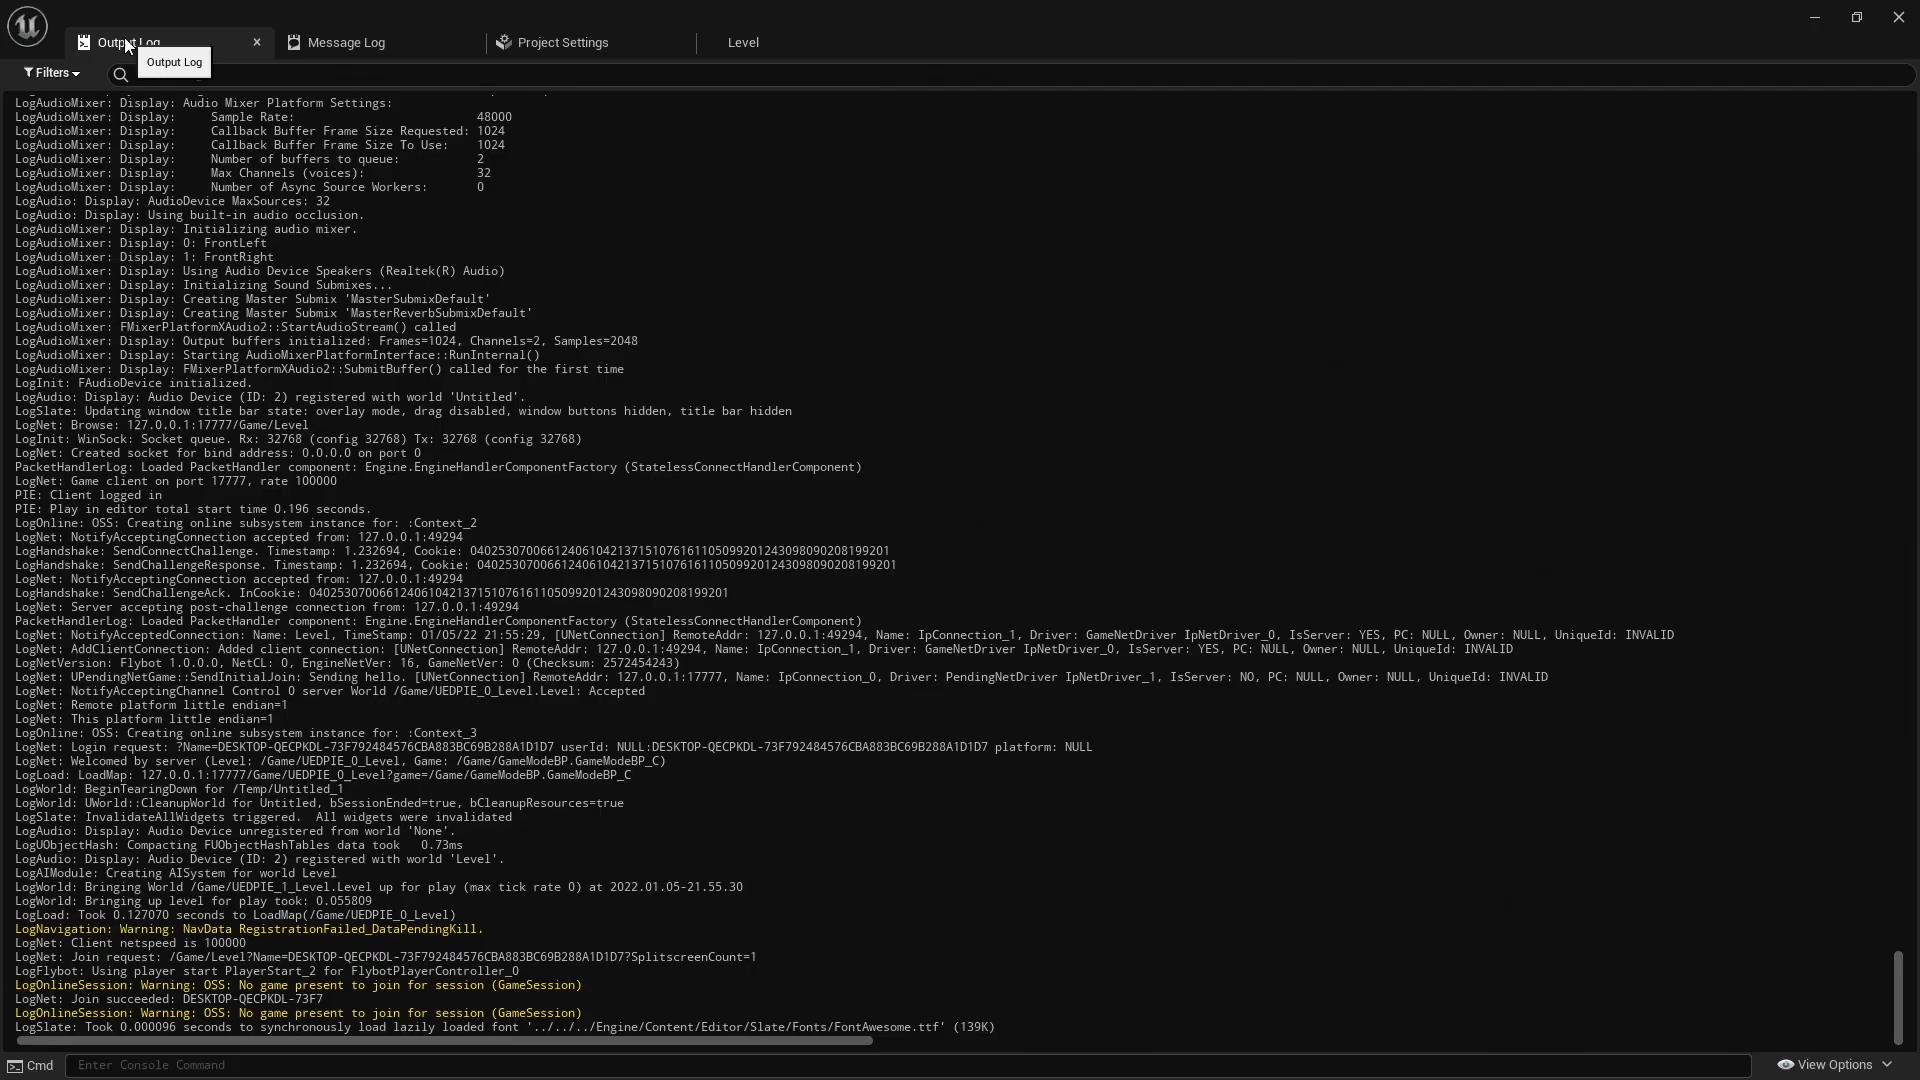 Output Log
Message Log
Project Settings
Level
Output Log
Filters
LogAudioMixer: Display: Audio Mixer Platform Settings:
LogAudioMixer: Display:     Sample Rate:                          48000
LogAudioMixer: Display:     Callback Buffer Frame Size Requested: 1024
LogAudioMixer: Display:     Callback Buffer Frame Size To Use:    1024
LogAudioMixer: Display:     Number of buffers to queue:           2
LogAudioMixer: Display:     Max Channels (voices):                32
LogAudioMixer: Display:     Number of Async Source Workers:       0
LogAudio: Display: AudioDevice MaxSources: 32
LogAudio: Display: Using built-in audio occlusion.
LogAudioMixer: Display: Initializing audio mixer.
LogAudioMixer: Display: 0: FrontLeft
LogAudioMixer: Display: 1: FrontRight
LogAudioMixer: Display: Using Audio Device Speakers (Realtek(R) Audio)
LogAudioMixer: Display: Initializing Sound Submixes...
LogAudioMixer: Display: Creating Master Submix 'MasterSubmixDefault'
LogAudioMixer: Display: Creating Master Submix 'MasterReverbSubmixDefault'
LogAudioMixer: FMixerPlatformXAudio2::StartAudioStream() called
LogAudioMixer: Display: Output buffers initialized: Frames=1024, Channels=2, Samples=2048
LogAudioMixer: Display: Starting AudioMixerPlatformInterface::RunInternal()
LogAudioMixer: Display: FMixerPlatformXAudio2::SubmitBuffer() called for the first time
LogInit: FAudioDevice initialized.
LogAudio: Display: Audio Device (ID: 2) registered with world 'Untitled'.
LogSlate: Updating window title bar state: overlay mode, drag disabled, window buttons hidden, title bar hidden
LogNet: Browse: 127.0.0.1:17777/Game/Level
LogInit: WinSock: Socket queue. Rx: 32768 (config 32768) Tx: 32768 (config 32768)
LogNet: Created socket for bind address: 0.0.0.0 on port 0
PacketHandlerLog: Loaded PacketHandler component: Engine.EngineHandlerComponentFactory (StatelessConnectHandlerComponent)
LogNet: Game client on port 17777, rate 100000
PIE: Client logged in
PIE: Play in editor total start time 0.196 seconds.
LogOnline: OSS: Creating online subsystem instance for: :Context_2
LogNet: NotifyAcceptingConnection accepted from: 127.0.0.1:49294
LogHandshake: SendConnectChallenge. Timestamp: 1.232694, Cookie: 040253070066124061042137151076161105099201243098090208199201
LogHandshake: SendChallengeResponse. Timestamp: 1.232694, Cookie: 040253070066124061042137151076161105099201243098090208199201
LogNet: NotifyAcceptingConnection accepted from: 127.0.0.1:49294
LogHandshake: SendChallengeAck. InCookie: 040253070066124061042137151076161105099201243098090208199201
LogNet: Server accepting post-challenge connection from: 127.0.0.1:49294
PacketHandlerLog: Loaded PacketHandler component: Engine.EngineHandlerComponentFactory (StatelessConnectHandlerComponent)
LogNet: NotifyAcceptedConnection: Name: Level, TimeStamp: 01/05/22 21:55:29, [UNetConnection] RemoteAddr: 127.0.0.1:49294, Name: IpConnection_1, Driver: GameNetDriver IpNetDriver_0, IsServer: YES, PC: NULL, Owner: NULL, UniqueId: INVALID
LogNet: AddClientConnection: Added client connection: [UNetConnection] RemoteAddr: 127.0.0.1:49294, Name: IpConnection_1, Driver: GameNetDriver IpNetDriver_0, IsServer: YES, PC: NULL, Owner: NULL, UniqueId: INVALID
LogNetVersion: Flybot 1.0.0.0, NetCL: 0, EngineNetVer: 16, GameNetVer: 0 (Checksum: 2572454243)
LogNet: UPendingNetGame::SendInitialJoin: Sending hello. [UNetConnection] RemoteAddr: 127.0.0.1:17777, Name: IpConnection_0, Driver: PendingNetDriver IpNetDriver_1, IsServer: NO, PC: NULL, Owner: NULL, UniqueId: INVALID
LogNet: NotifyAcceptingChannel Control 0 server World /Game/UEDPIE_0_Level.Level: Accepted
LogNet: Remote platform little endian=1
LogNet: This platform little endian=1
LogOnline: OSS: Creating online subsystem instance for: :Context_3
LogNet: Login request: ?Name=DESKTOP-QECPKDL-73F792484576CBA883BC69B288A1D1D7 userId: NULL:DESKTOP-QECPKDL-73F792484576CBA883BC69B288A1D1D7 platform: NULL
LogNet: Welcomed by server (Level: /Game/UEDPIE_0_Level, Game: /Game/GameModeBP.GameModeBP_C)
LogLoad: LoadMap: 127.0.0.1:17777/Game/UEDPIE_0_Level?game=/Game/GameModeBP.GameModeBP_C
LogWorld: BeginTearingDown for /Temp/Untitled_1
LogWorld: UWorld::CleanupWorld for Untitled, bSessionEnded=true, bCleanupResources=true
LogSlate: InvalidateAllWidgets triggered.  All widgets were invalidated
LogAudio: Display: Audio Device unregistered from world 'None'.
LogUObjectHash: Compacting FUObjectHashTables data took   0.73ms
LogAudio: Display: Audio Device (ID: 2) registered with world 'Level'.
LogAIModule: Creating AISystem for world Level
LogWorld: Bringing World /Game/UEDPIE_1_Level.Level up for play (max tick rate 0) at 2022.01.05-21.55.30
LogWorld: Bringing up level for play took: 0.055809
LogLoad: Took 0.127070 seconds to LoadMap(/Game/UEDPIE_0_Level)
LogNavigation: Warning: NavData RegistrationFailed_DataPendingKill.
LogNet: Client netspeed is 100000
LogNet: Join request: /Game/Level?Name=DESKTOP-QECPKDL-73F792484576CBA883BC69B288A1D1D7?SplitscreenCount=1
LogFlybot: Using player start PlayerStart_2 for FlybotPlayerController_0
LogOnlineSession: Warning: OSS: No game present to join for session (GameSession)
LogNet: Join succeeded: DESKTOP-QECPKDL-73F7
LogOnlineSession: Warning: OSS: No game present to join for session (GameSession)
LogSlate: Took 0.000096 seconds to synchronously load lazily loaded font '../../../Engine/Content/Editor/Slate/Fonts/FontAwesome.ttf' (139K)
Cmd
Enter Console Command
View Options